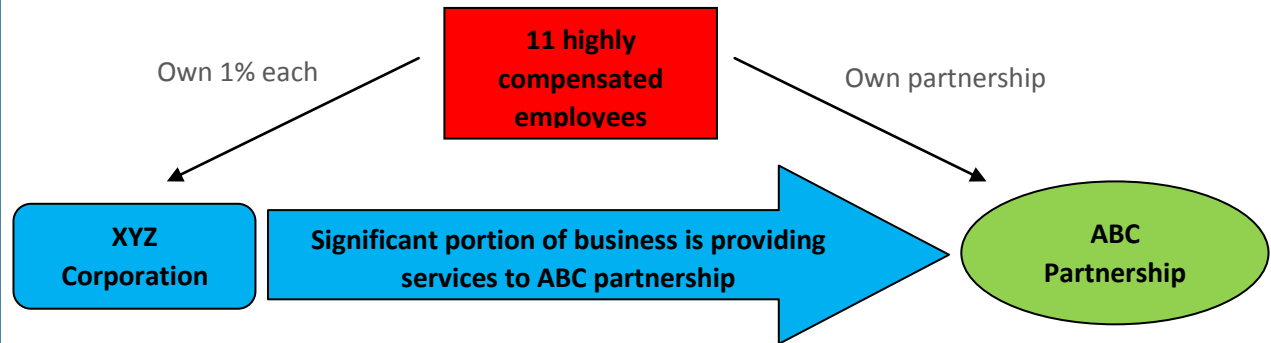 11 highly
compensated
employees
Own 1% each
Own partnership
XYZ
Corporation
Significant portion of business is providing
services to ABC partnership
ABC
Partnership